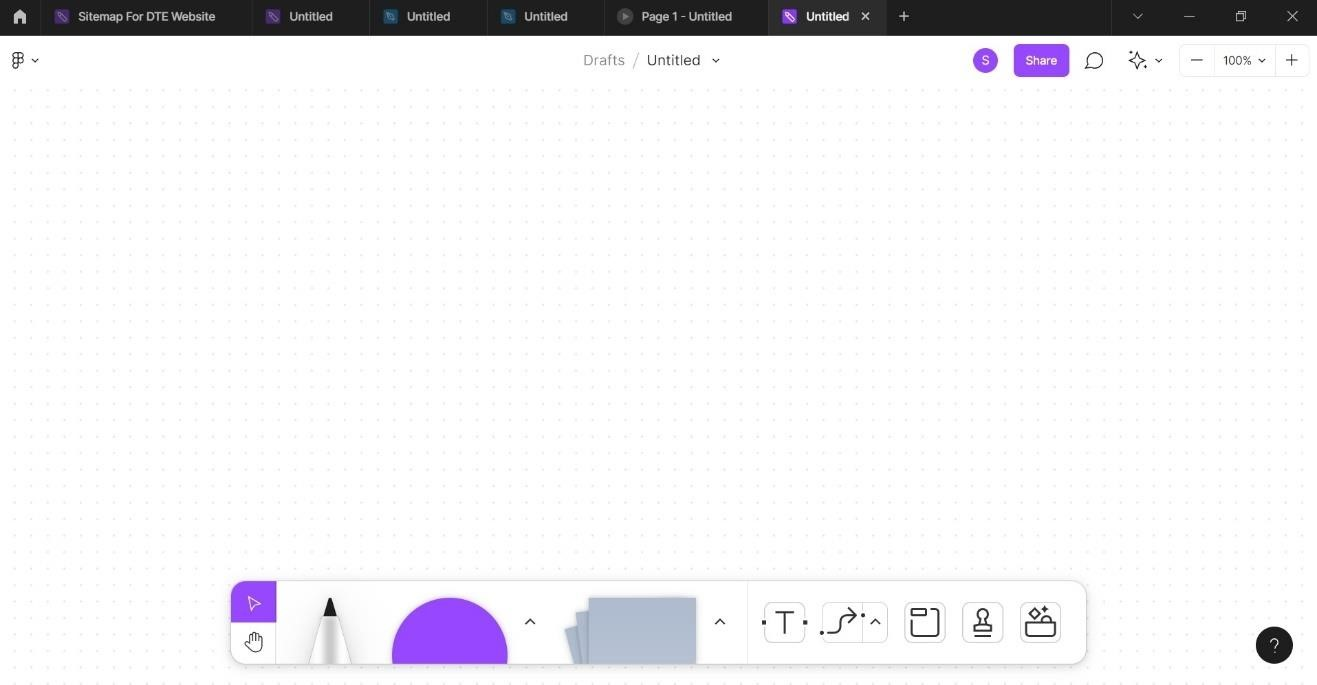 Sitemap For DTE Website Untitled Untitled Untitled Page 1 - Untitled Untitled
Drafts / Untitled S Share 100%
T
?